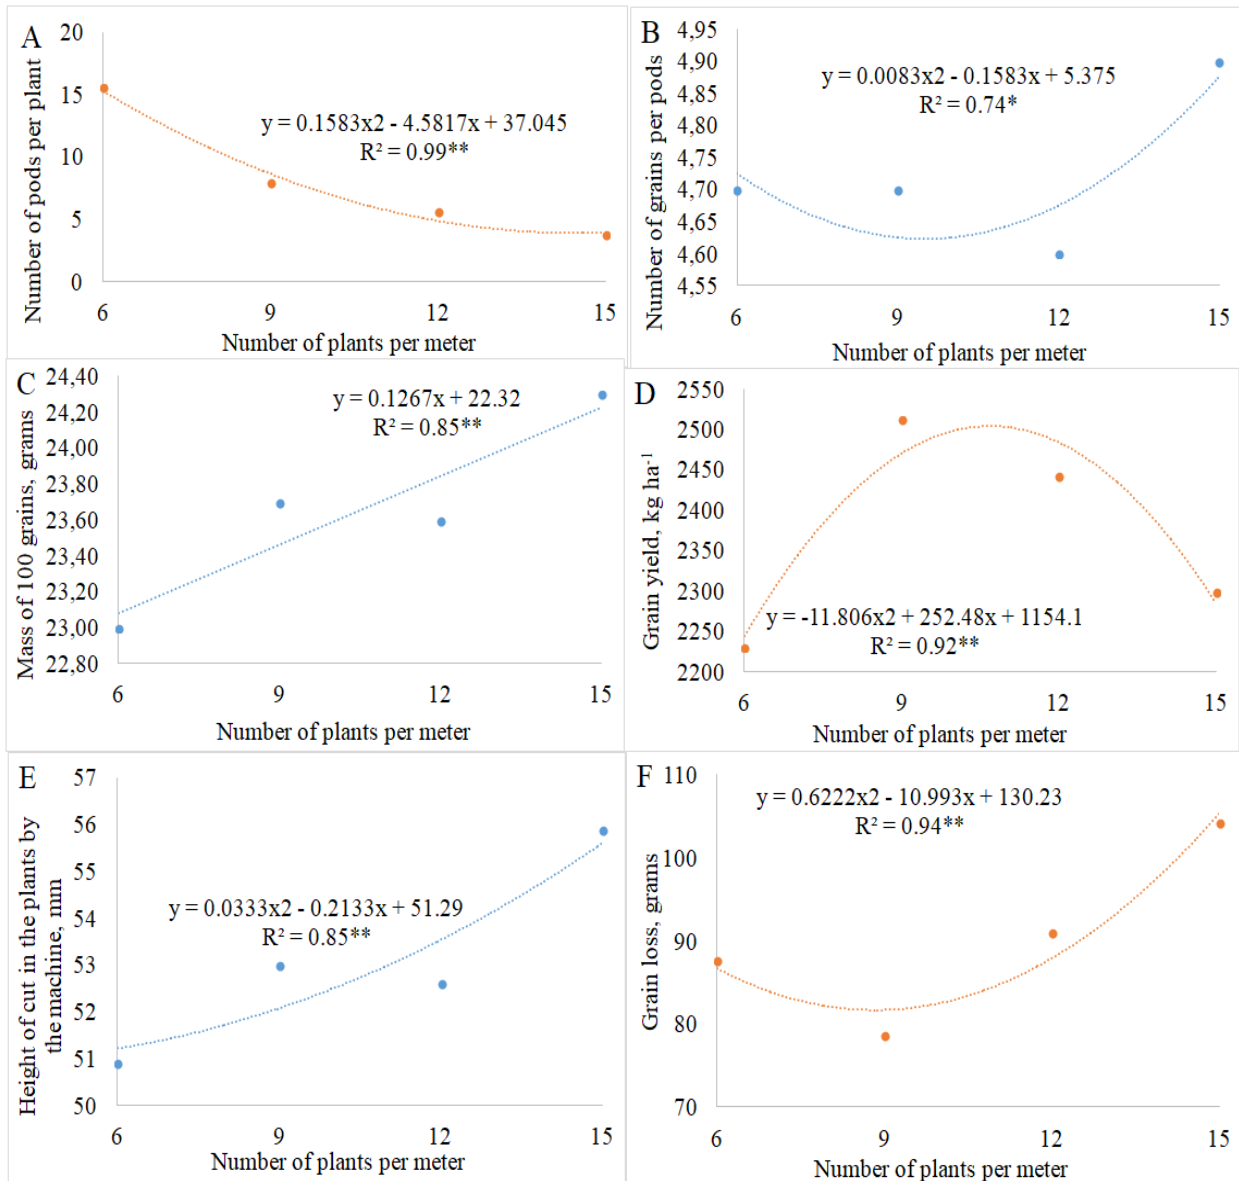 A
Number of pods per plant
20
15
10
5
0
y = 0.1583x2 - 4.5817x + 37.045
R² = 0.99**
6 9 12 15
Number of plants per meter
B
Number of grains per pods
4,95
4,90
4,85
4,80
4,75
4,70
4,65
4,60
4,55
y = 0.0083x2 - 0.1583x + 5.375
R² = 0.74*
6 9 12 15
Number of plants per meter
C
Mass of 100 grains, grams
24,40
24,20
24,00
23,80
23,60
23,40
23,20
23,00
22,80
y = 0.1267x + 22.32
R² = 0.85**
6 9 12 15
Number of plants per meter
D
Grain yield, kg ha⁻¹
2550
2500
2450
2400
2350
2300
2250
2200
y = -11.806x2 + 252.48x + 1154.1
R² = 0.92**
6 9 12 15
Number of plants per meter
E
Height of cut in the plants by
the machine, mm
57
56
55
54
53
52
51
50
y = 0.0333x2 - 0.2133x + 51.29
R² = 0.85**
6 9 12 15
Number of plants per meter
F
Grain loss, grams
110
100
90
80
70
y = 0.6222x2 - 10.993x + 130.23
R² = 0.94**
6 9 12 15
Number of plants per meter